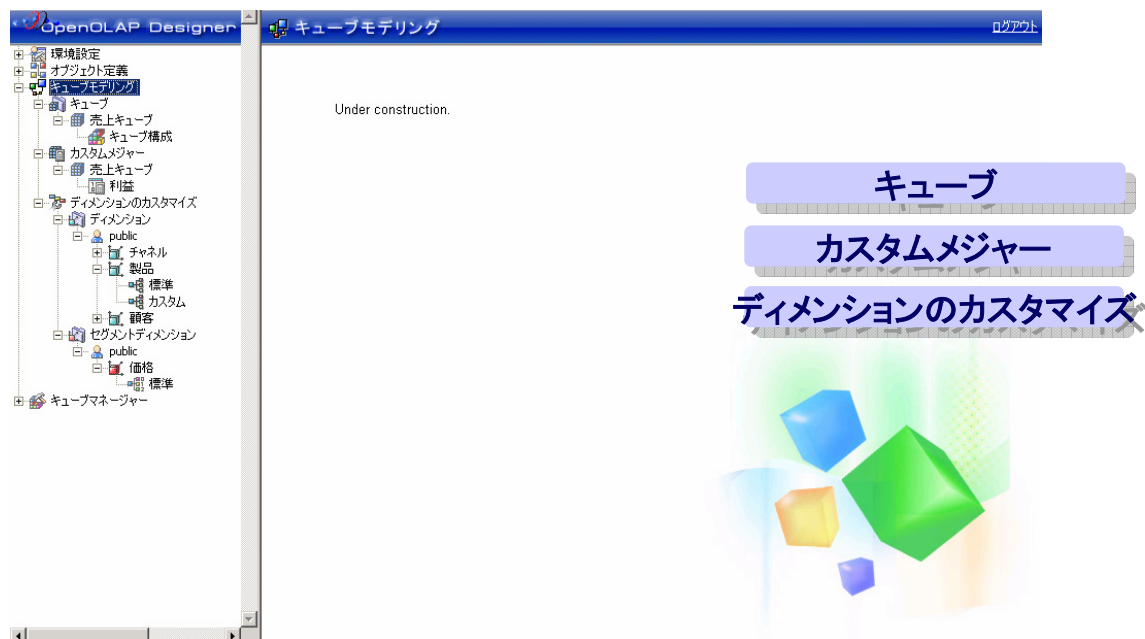 OpenOLAP Designer
キューブモデリング
ログアウト
環境設定
オブジェクト定義
キューブモデリング
キューブ
売上キューブ
キューブ構成
カスタムメジャー
売上キューブ
利益
ディメンションのカスタマイズ
ディメンション
public
チャネル
製品
標準
カスタム
顧客
セグメントディメンション
public
価格
標準
キューブマネージャー
Under construction.
キューブ
カスタムメジャー
ディメンションのカスタマイズ